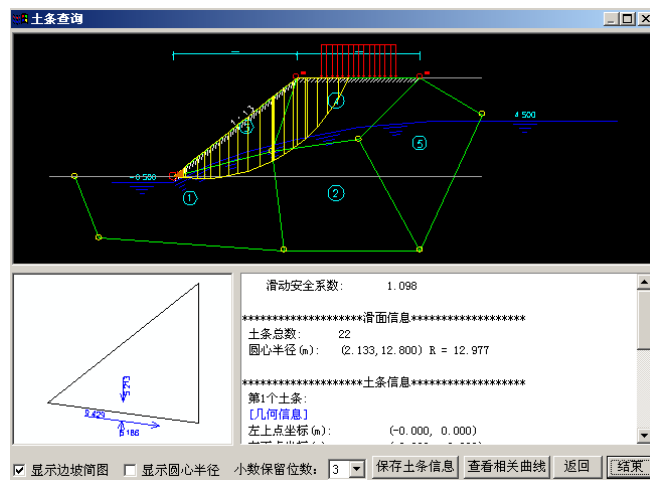 土条查询
1:1.3
③
④
4.500
⑤
-0.500
①
②
滑动安全系数: 1.098
********************滑面信息*******************
土条总数: 22
圆心半径(m): (2.133,12.800) R = 12.977
********************土条信息*******************
第1个土条:
[几何信息]
左上点坐标(m): (-0.000, 0.000)
显示边坡简图 显示圆心半径 小数保留位数: 3 保存土条信息 查看相关曲线 返回 结束